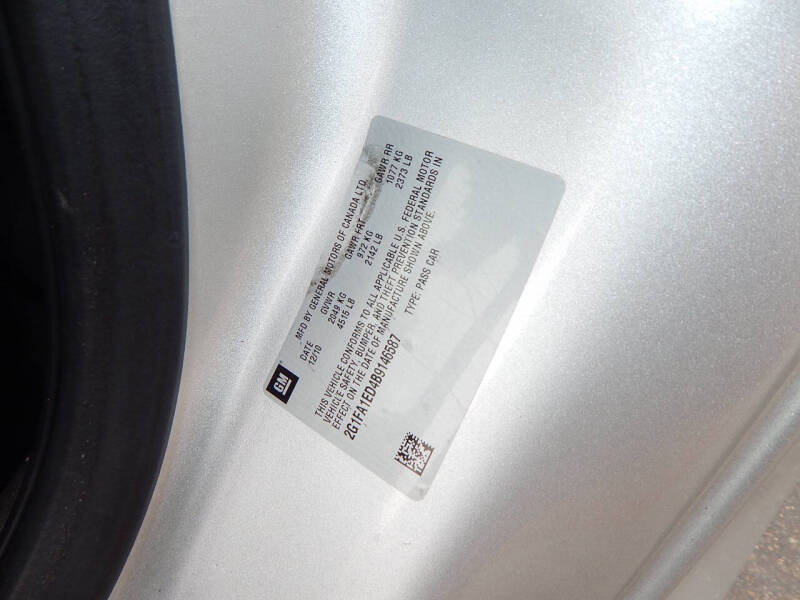 GM
MFD BY GENERAL MOTORS OF CANADA LTD.
DATE GVWR GAWR FRT GAWR RR
12/10 2049 KG 972 KG 1077 KG
4515 LB 2142 LB 2373 LB
THIS VEHICLE CONFORMS TO ALL APPLICABLE U.S. FEDERAL MOTOR
VEHICLE SAFETY, BUMPER, AND THEFT PREVENTION STANDARDS IN
EFFECT ON THE DATE OF MANUFACTURE SHOWN ABOVE.
2G1FA1ED4B9146587 TYPE: PASS CAR